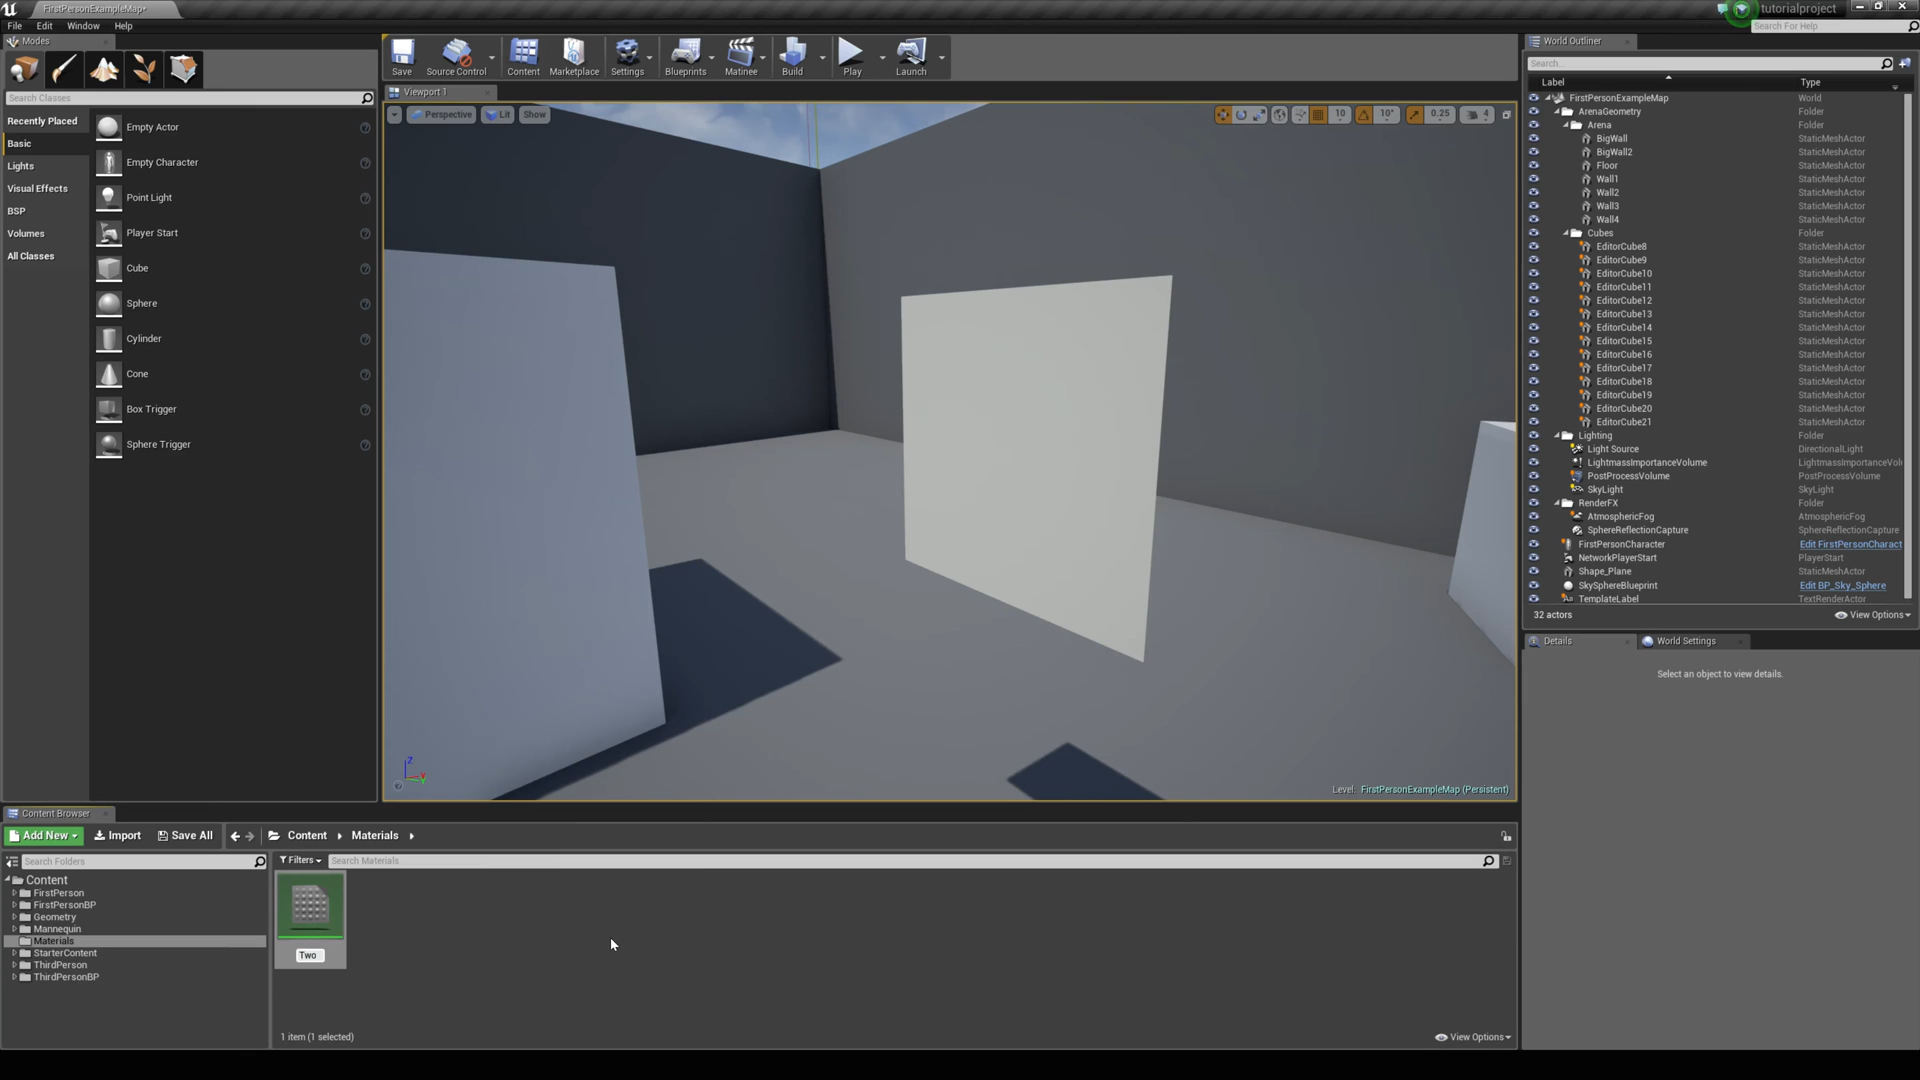 FirstPersonExampleMap*
tutorialproject
File Edit Window Help
Search For Help
Modes
Search Classes
Recently Placed
Basic
Lights
Visual Effects
BSP
Volumes
All Classes
Empty Actor
Empty Character
Point Light
Player Start
Cube
Sphere
Cylinder
Cone
Box Trigger
Sphere Trigger
Save
Source Control
Content
Marketplace
Settings
Blueprints
Matinee
Build
Play
Launch
Viewport 1
Perspective
Lit
Show
10
10°
0.25
4
Z
Y
Level: FirstPersonExampleMap (Persistent)
World Outliner
Search...
Label Type
FirstPersonExampleMap World
ArenaGeometry Folder
Arena Folder
BigWall StaticMeshActor
BigWall2 StaticMeshActor
Floor StaticMeshActor
Wall1 StaticMeshActor
Wall2 StaticMeshActor
Wall3 StaticMeshActor
Wall4 StaticMeshActor
Cubes Folder
EditorCube8 StaticMeshActor
EditorCube9 StaticMeshActor
EditorCube10 StaticMeshActor
EditorCube11 StaticMeshActor
EditorCube12 StaticMeshActor
EditorCube13 StaticMeshActor
EditorCube14 StaticMeshActor
EditorCube15 StaticMeshActor
EditorCube16 StaticMeshActor
EditorCube17 StaticMeshActor
EditorCube18 StaticMeshActor
EditorCube19 StaticMeshActor
EditorCube20 StaticMeshActor
EditorCube21 StaticMeshActor
Lighting Folder
Light Source DirectionalLight
LightmassImportanceVolume LightmassImportanceVol
PostProcessVolume PostProcessVolume
SkyLight SkyLight
RenderFX Folder
AtmosphericFog AtmosphericFog
SphereReflectionCapture SphereReflectionCapture
FirstPersonCharacter Edit FirstPersonCharact
NetworkPlayerStart PlayerStart
Shape_Plane StaticMeshActor
SkySphereBlueprint Edit BP_Sky_Sphere
TemplateLabel TextRenderActor
32 actors
View Options
Details
World Settings
Select an object to view details.
Content Browser
Add New
Import
Save All
Content
Materials
Search Folders
Filters
Search Materials
Content
FirstPerson
FirstPersonBP
Geometry
Mannequin
Materials
StarterContent
ThirdPerson
ThirdPersonBP
Two
1 item (1 selected)
View Options